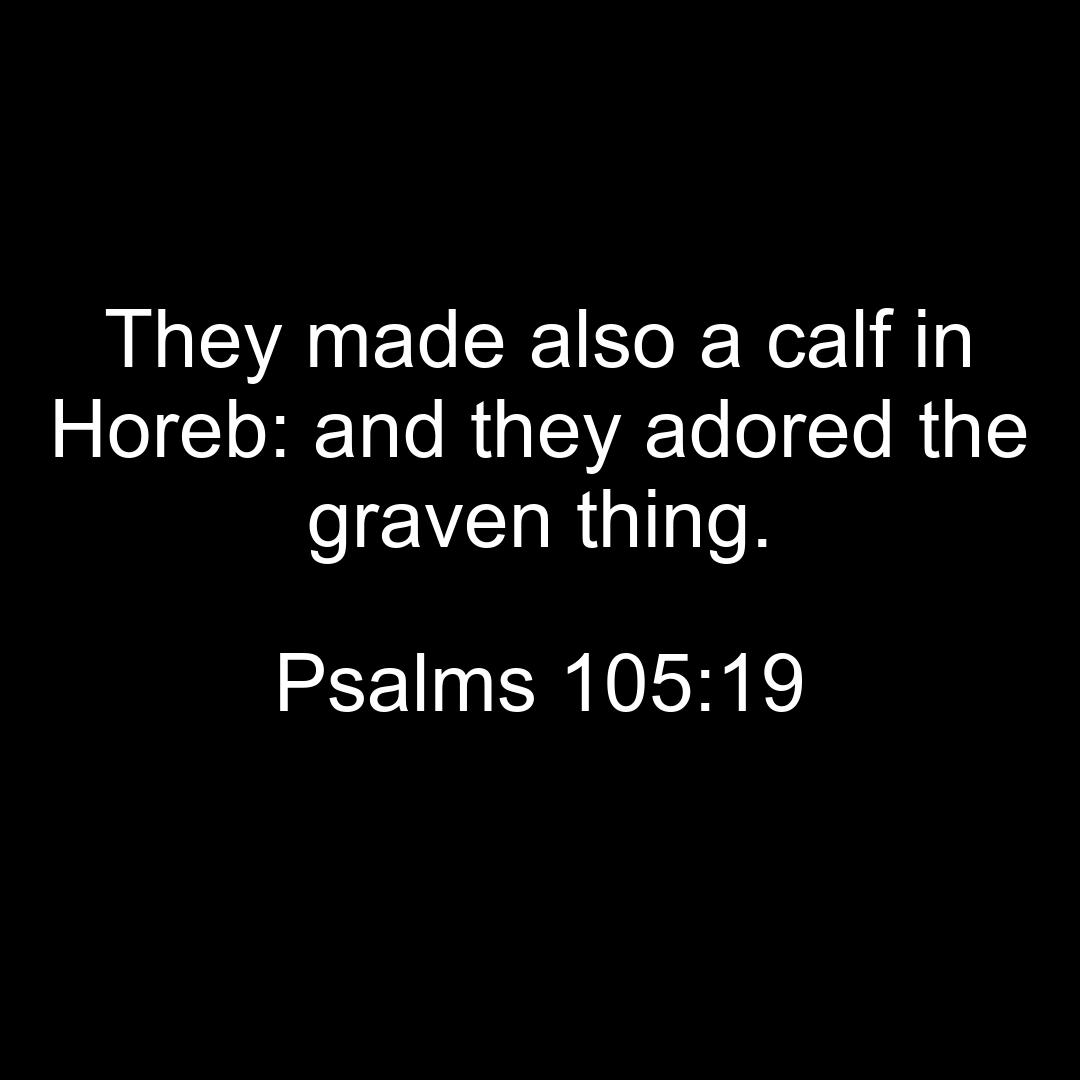 They made also a calf in
Horeb: and they adored the
graven thing.
Psalms 105:19